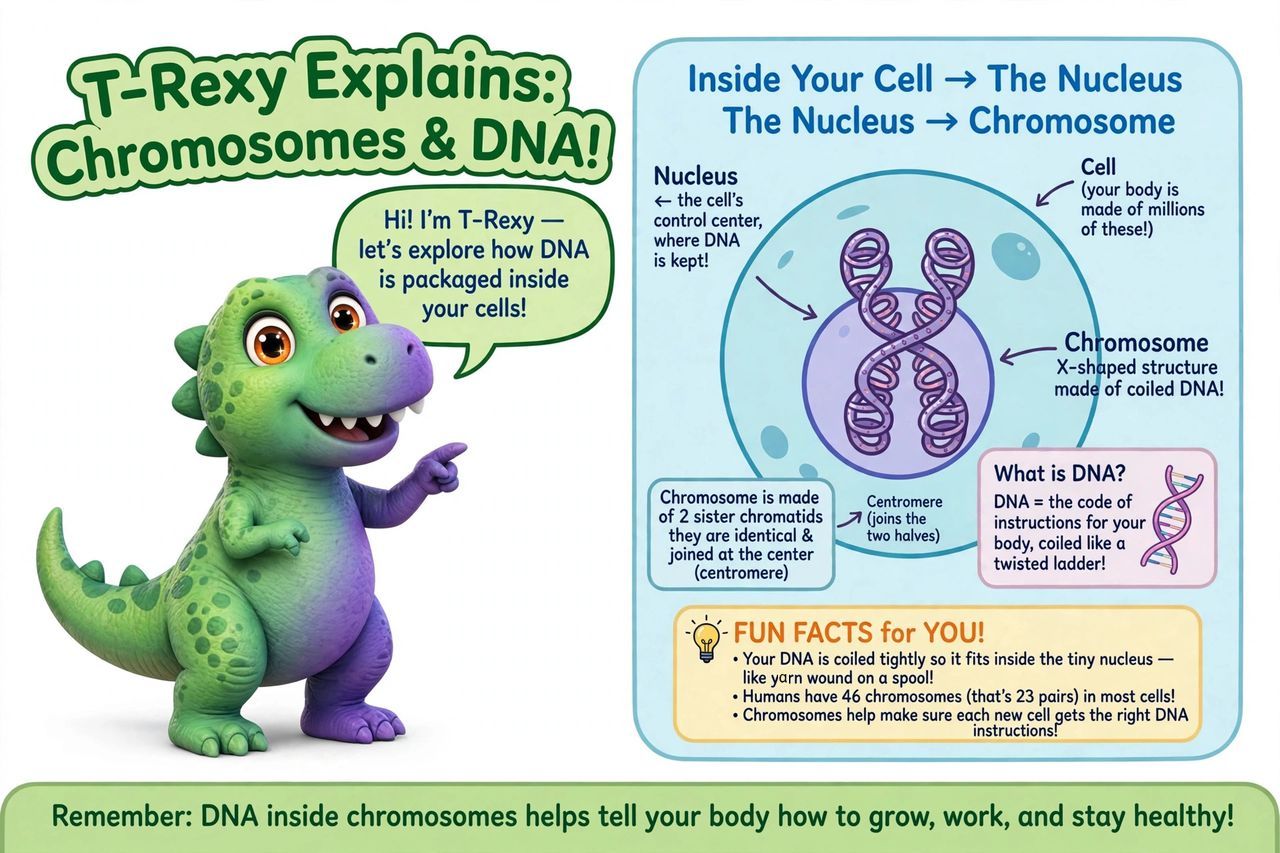 T-Rexy Explains:
Chromosomes & DNA!
Hi! I'm T-Rexy —
let's explore how DNA
is packaged inside
your cells!
Inside Your Cell → The Nucleus
The Nucleus → Chromosome
Nucleus
← the cell's
control center,
where DNA
is kept!
Cell
(your body is
made of millions
of these!)
Chromosome
X-shaped structure
made of coiled DNA!
Chromosome is made
of 2 sister chromatids
they are identical &
joined at the center
(centromere)
Centromere
(joins the
two halves)
What is DNA?
DNA = the code of
instructions for your
body, coiled like a
twisted ladder!
FUN FACTS for YOU!
• Your DNA is coiled tightly so it fits inside the tiny nucleus —
like yarn wound on a spool!
• Humans have 46 chromosomes (that's 23 pairs) in most cells!
• Chromosomes help make sure each new cell gets the right DNA
instructions!
Remember: DNA inside chromosomes helps tell your body how to grow, work, and stay healthy!